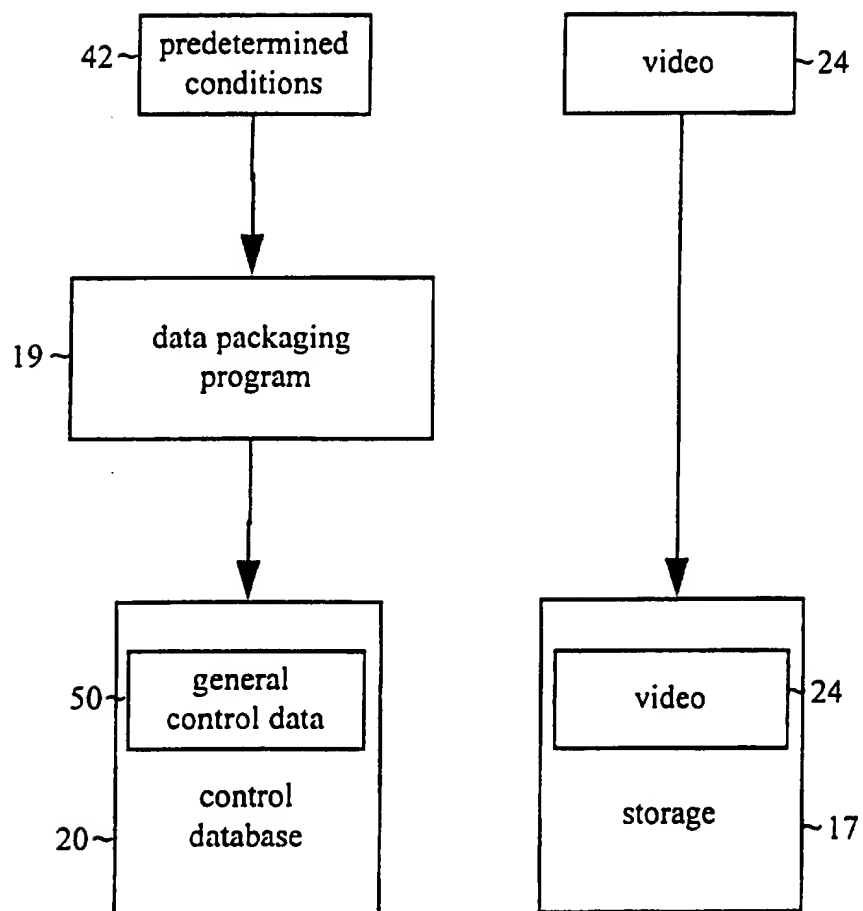 42
predetermined
conditions
video
24
19
data packaging
program
50
general
control data
video
24
control
database
20
storage
17